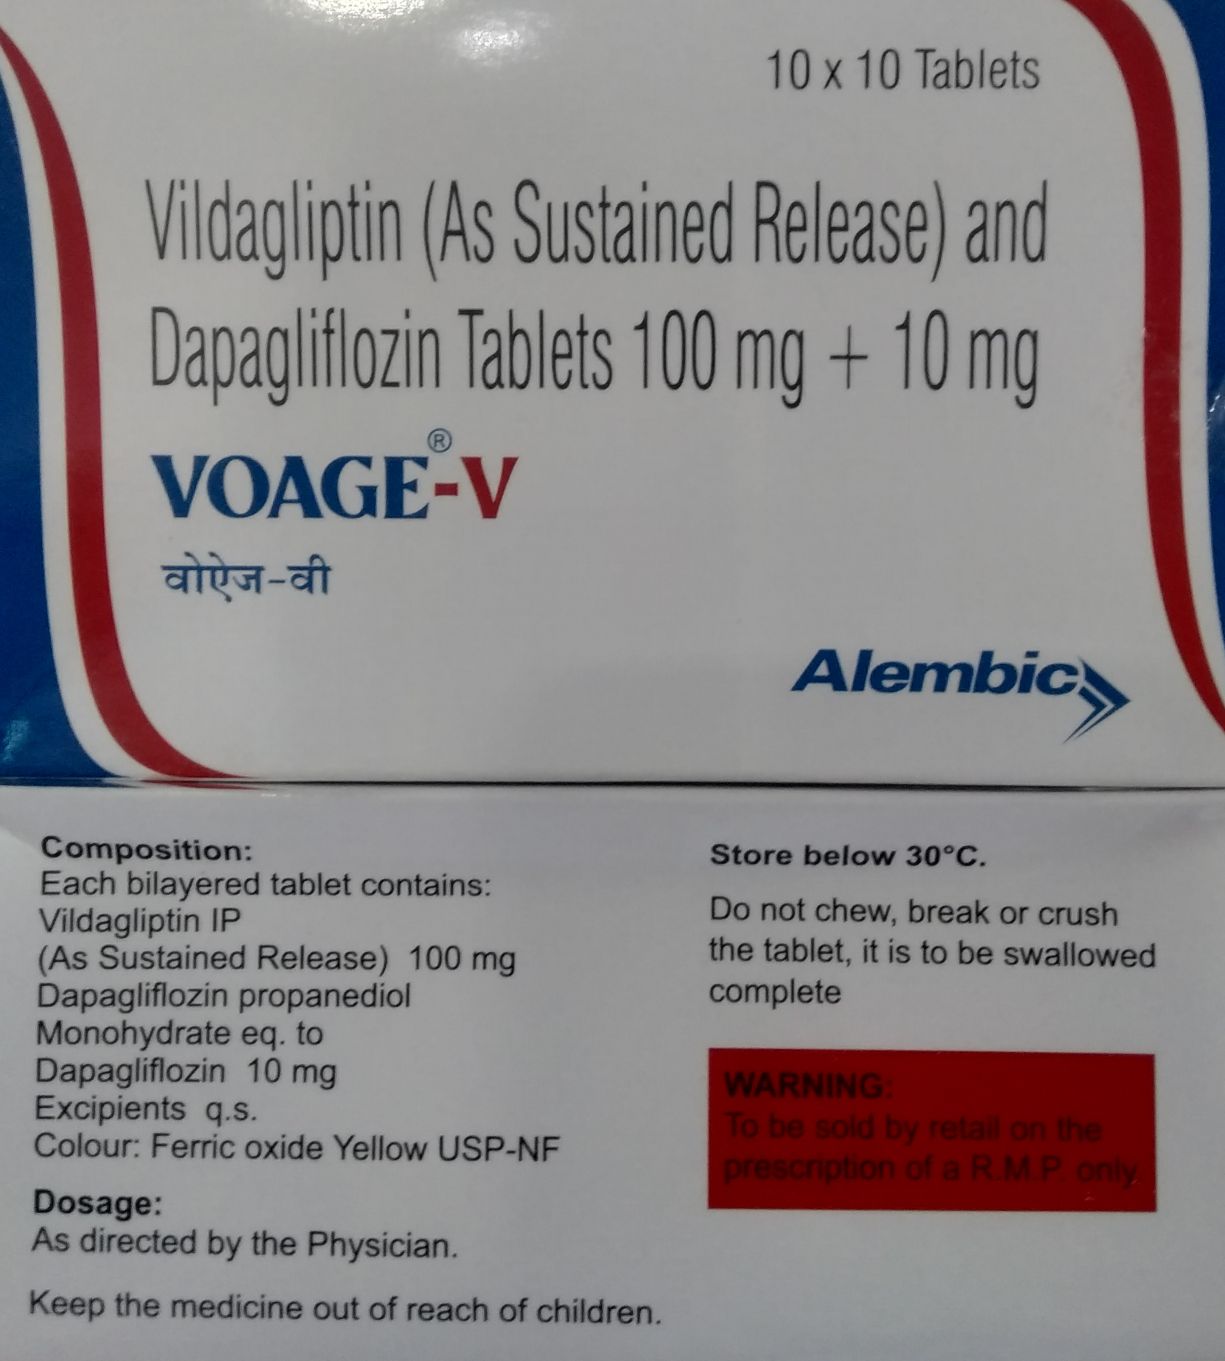 10 x 10 Tablets
Vildagliptin (As Sustained Release) and
Dapagliflozin Tablets 100 mg + 10 mg
VOAGE®-V
वोऐज-वी
Alembic
Composition:
Each bilayered tablet contains:
Vildagliptin IP
(As Sustained Release) 100 mg
Dapagliflozin propanediol
Monohydrate eq. to
Dapagliflozin 10 mg
Excipients q.s.
Colour: Ferric oxide Yellow USP-NF
Dosage:
As directed by the Physician.
Keep the medicine out of reach of children.
Store below 30°C.
Do not chew, break or crush
the tablet, it is to be swallowed
complete
WARNING:
To be sold by retail on the
prescription of a R.M.P. only